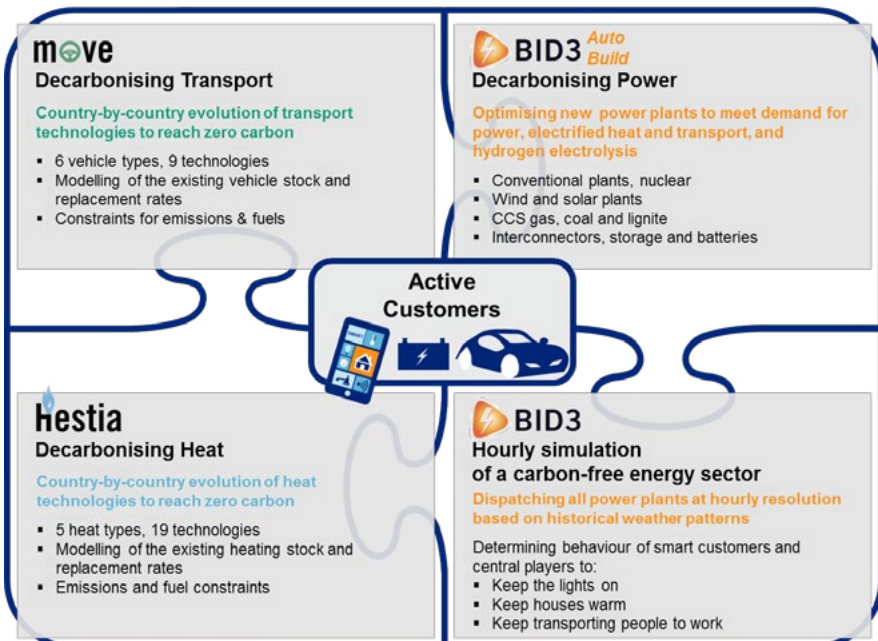 move
Decarbonising Transport
Country-by-country evolution of transport
technologies to reach zero carbon
▪ 6 vehicle types, 9 technologies
▪ Modelling of the existing vehicle stock and
replacement rates
▪ Constraints for emissions & fuels
BID3 Auto
Build
Decarbonising Power
Optimising new power plants to meet demand for
power, electrified heat and transport, and
hydrogen electrolysis
▪ Conventional plants, nuclear
▪ Wind and solar plants
▪ CCS gas, coal and lignite
▪ Interconnectors, storage and batteries
Active
Customers
Hestia
Decarbonising Heat
Country-by-country evolution of heat
technologies to reach zero carbon
▪ 5 heat types, 19 technologies
▪ Modelling of the existing heating stock and
replacement rates
▪ Emissions and fuel constraints
BID3
Hourly simulation
of a carbon-free energy sector
Dispatching all power plants at hourly resolution
based on historical weather patterns
Determining behaviour of smart customers and
central players to:
▪ Keep the lights on
▪ Keep houses warm
▪ Keep transporting people to work